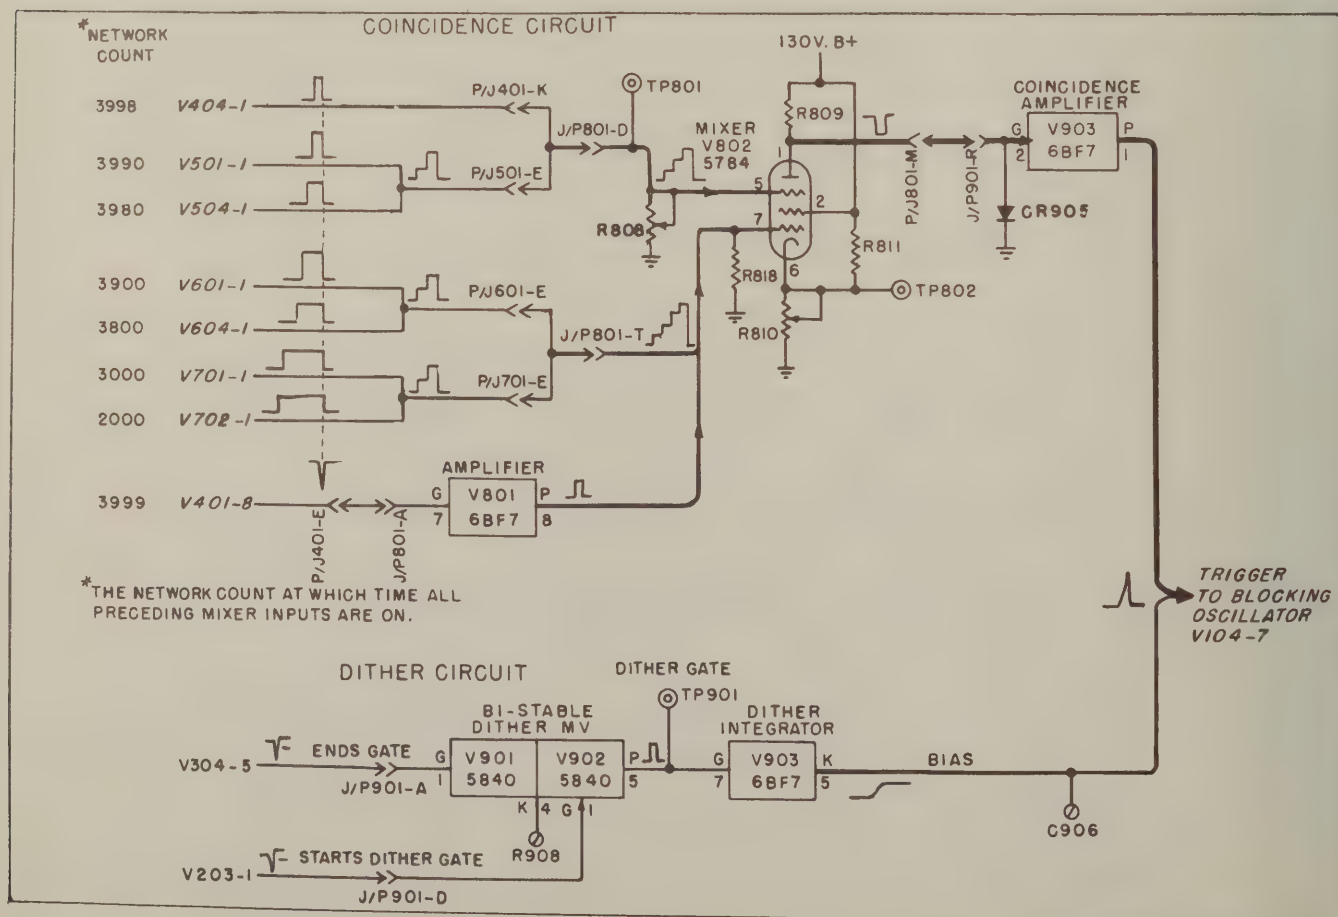 COINCIDENCE CIRCUIT
*NETWORK
COUNT
3998 V404-1 P/J401-K
3990 V501-1 P/J501-E
3980 V504-1
3900 V601-1 P/J601-E
3800 V604-1
3000 V701-1 P/J701-E
2000 V702-1
3999 V401-8
P/J401-E
J/P801-A
AMPLIFIER
G V801 P
7 6BF7 8
J/P801-D
TP801
J/P801-T
R808
MIXER
V802
5784
130V. B+
R809
1
5
2
7
6
R818
R811
R810
TP802
P/J801-M
J/P901-R
COINCIDENCE
AMPLIFIER
G V903 P
2 6BF7 1
CR905
*THE NETWORK COUNT AT WHICH TIME ALL
PRECEDING MIXER INPUTS ARE ON.
TRIGGER
TO BLOCKING
OSCILLATOR
V104-7
DITHER CIRCUIT
V304-5 ENDS GATE
J/P901-A
V203-1 STARTS DITHER GATE
J/P901-D
BI-STABLE
DITHER MV
G V901 V902 P
1 5840 5840 5
K 4 G 1
R908
DITHER GATE
TP901
DITHER
INTEGRATOR
G V903 K
7 6BF7 5
BIAS
C906